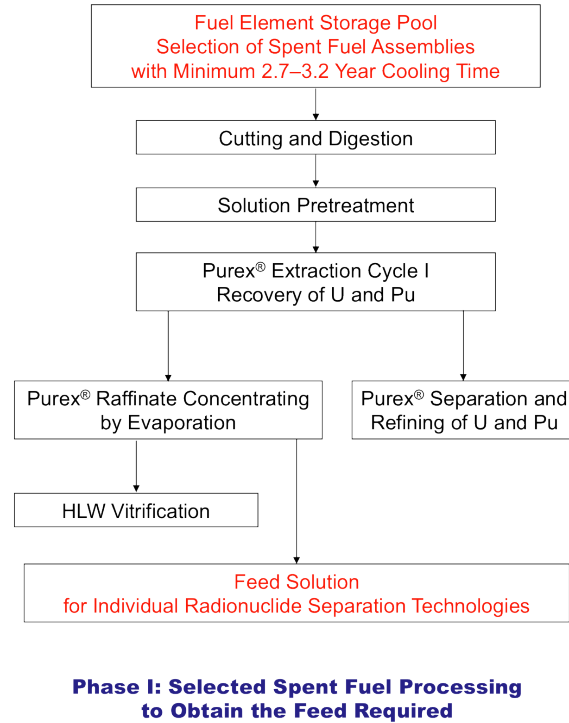 Fuel Element Storage Pool
Selection of Spent Fuel Assemblies
with Minimum 2.7–3.2 Year Cooling Time
Cutting and Digestion
Solution Pretreatment
Purex® Extraction Cycle I
Recovery of U and Pu
Purex® Raffinate Concentrating
by Evaporation
Purex® Separation and
Refining of U and Pu
HLW Vitrification
Feed Solution
for Individual Radionuclide Separation Technologies
Phase I: Selected Spent Fuel Processing
to Obtain the Feed Required